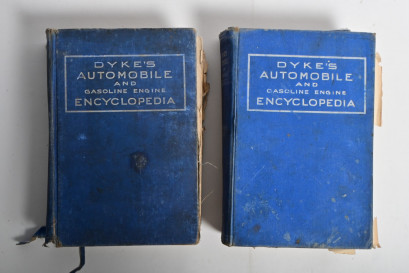 DYKE'S
AUTOMOBILE
AND
GASOLINE ENGINE
ENCYCLOPEDIA
DYKE'S
AUTOMOBILE
AND
GASOLINE ENGINE
ENCYCLOPEDIA